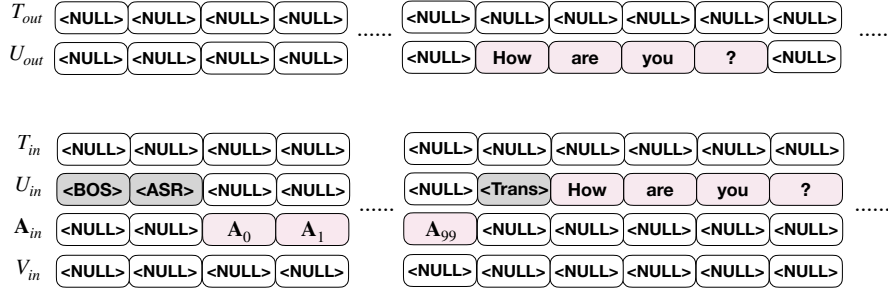 T_out <NULL> <NULL> <NULL> <NULL> ...... <NULL> <NULL> <NULL> <NULL> <NULL> <NULL> ......
U_out <NULL> <NULL> <NULL> <NULL> <NULL> How are you ? <NULL>
T_in <NULL> <NULL> <NULL> <NULL> <NULL> <NULL> <NULL> <NULL> <NULL> <NULL>
U_in <BOS> <ASR> <NULL> <NULL> ...... <NULL> <Trans> How are you ? ......
A_in <NULL> <NULL> A_0 A_1 A_99 <NULL> <NULL> <NULL> <NULL> <NULL>
V_in <NULL> <NULL> <NULL> <NULL> <NULL> <NULL> <NULL> <NULL> <NULL> <NULL>